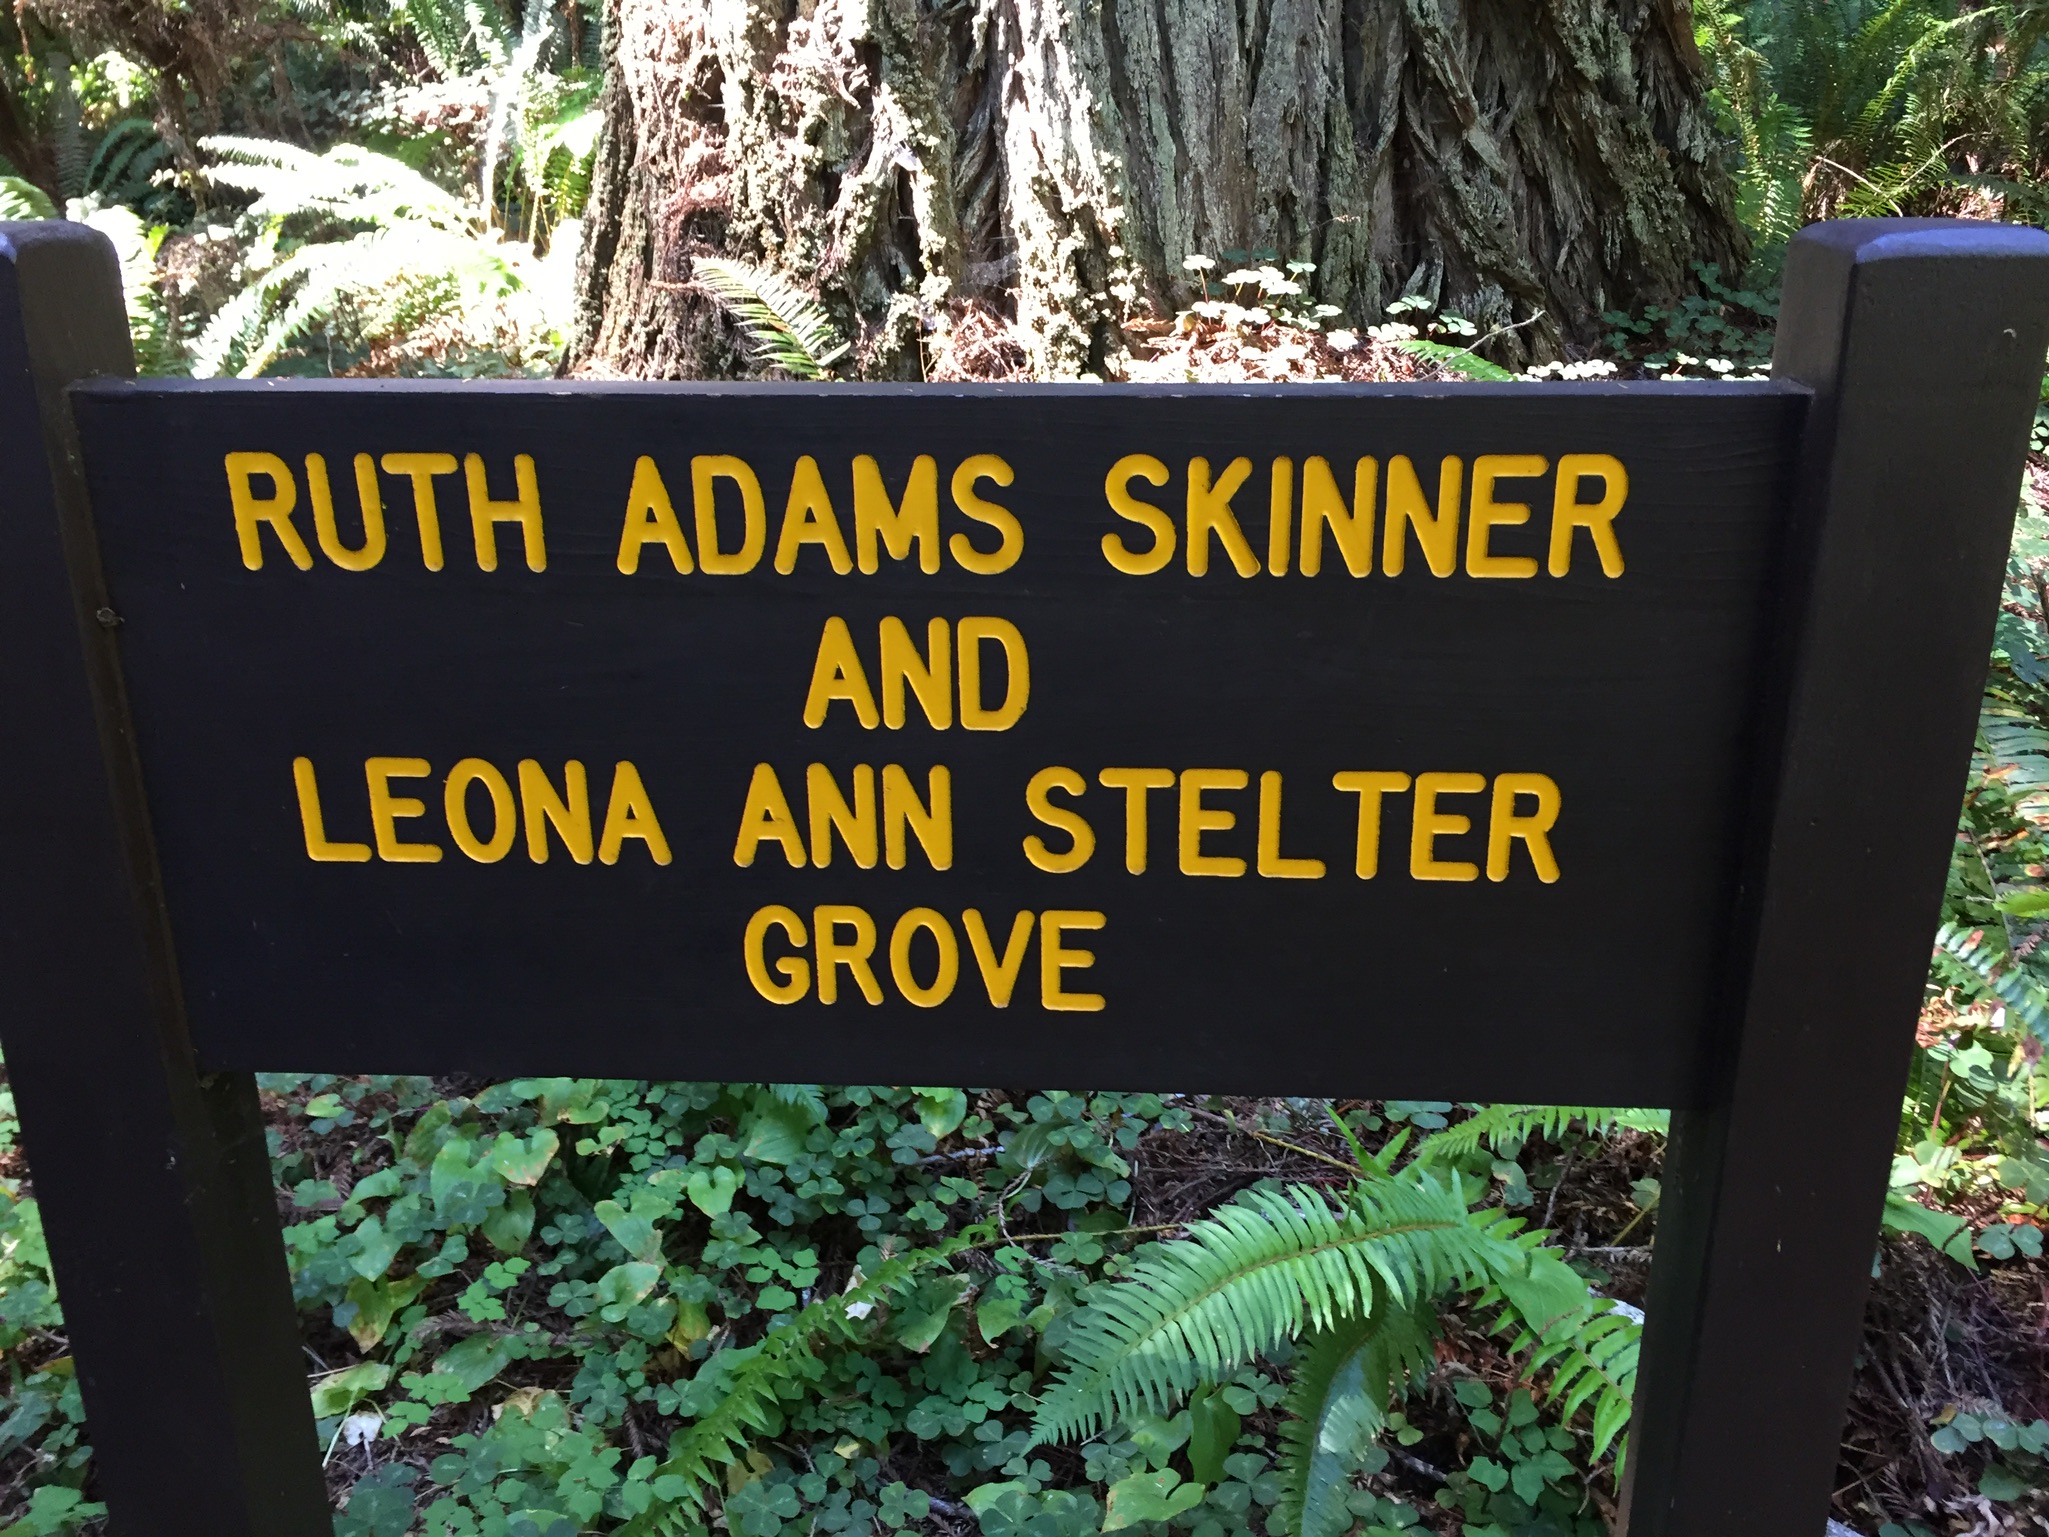 RUTH ADAMS SKINNER
AND
LEONA ANN STELTER
GROVE